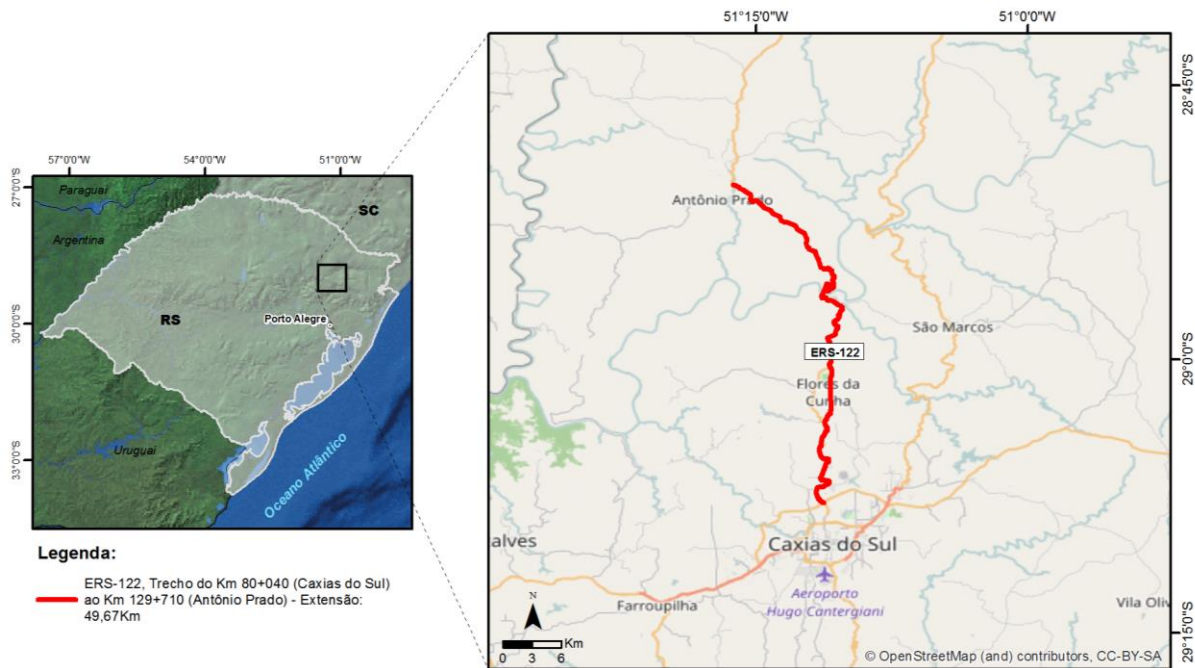 57°0'0"W
54°0'0"W
51°0'0"W
27°0'0"S
30°0'0"S
33°0'0"S
Paraguai
SC
Argentina
RS
Porto Alegre
Uruguai
Oceano Atlântico
Legenda:
ERS-122, Trecho do Km 80+040 (Caxias do Sul)
ao Km 129+710 (Antônio Prado) - Extensão:
49,67Km
51°15'0"W
51°0'0"W
28°45'0"S
29°0'0"S
29°15'0"S
Antônio Prado
São Marcos
ERS-122
Flores da
Cunha
alves
Caxias do Sul
Farroupilha
Aeroporto
Hugo Cantergiani
Vila Oliv
N
Km
0 3 6
© OpenStreetMap (and) contributors, CC-BY-SA